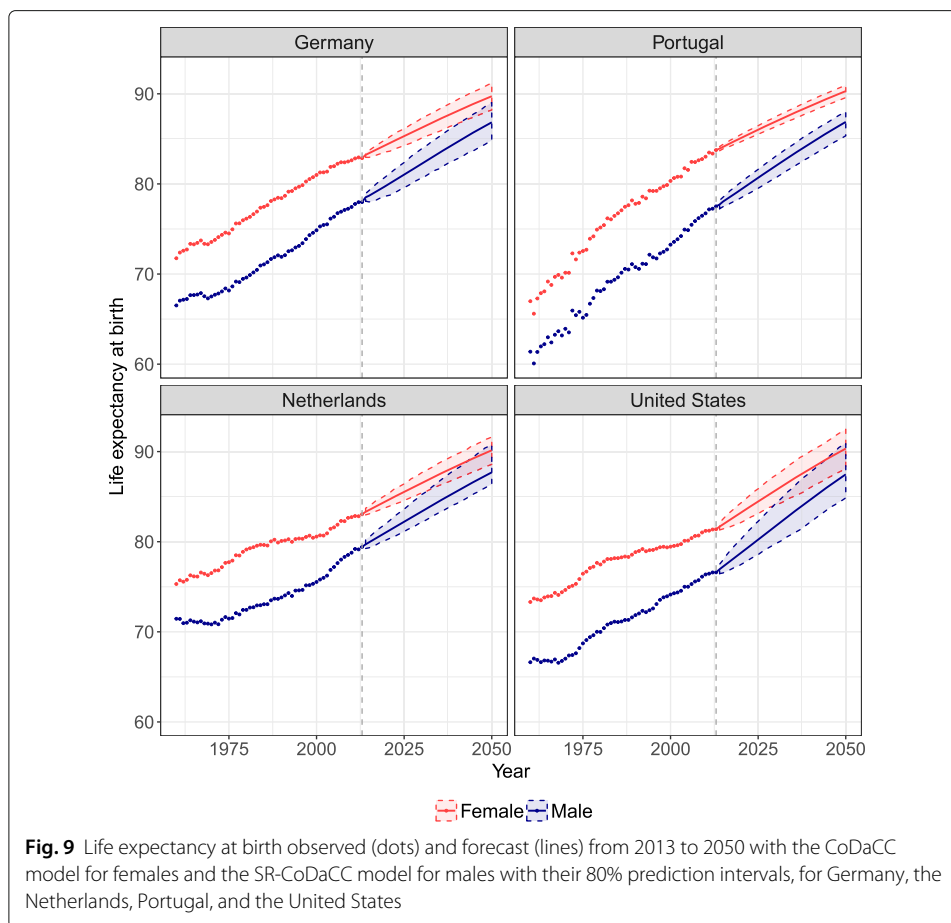 Germany
Portugal
90
80
70
60
Netherlands
United States
90
80
70
60
Life expectancy at birth
1975
2000
2025
2050
1975
2000
2025
2050
Year
Female Male
Fig. 9 Life expectancy at birth observed (dots) and forecast (lines) from 2013 to 2050 with the CoDaCC
model for females and the SR-CoDaCC model for males with their 80% prediction intervals, for Germany, the
Netherlands, Portugal, and the United States